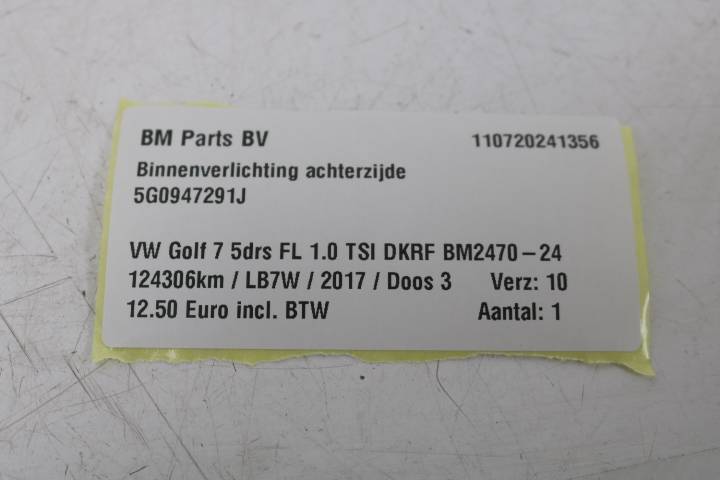 BM Parts BV 110720241356
Binnenverlichting achterzijde
5G0947291J
VW Golf 7 5drs FL 1.0 TSI DKRF BM2470-24
124306km / LB7W / 2017 / Doos 3 Verz: 10
12.50 Euro incl. BTW Aantal: 1